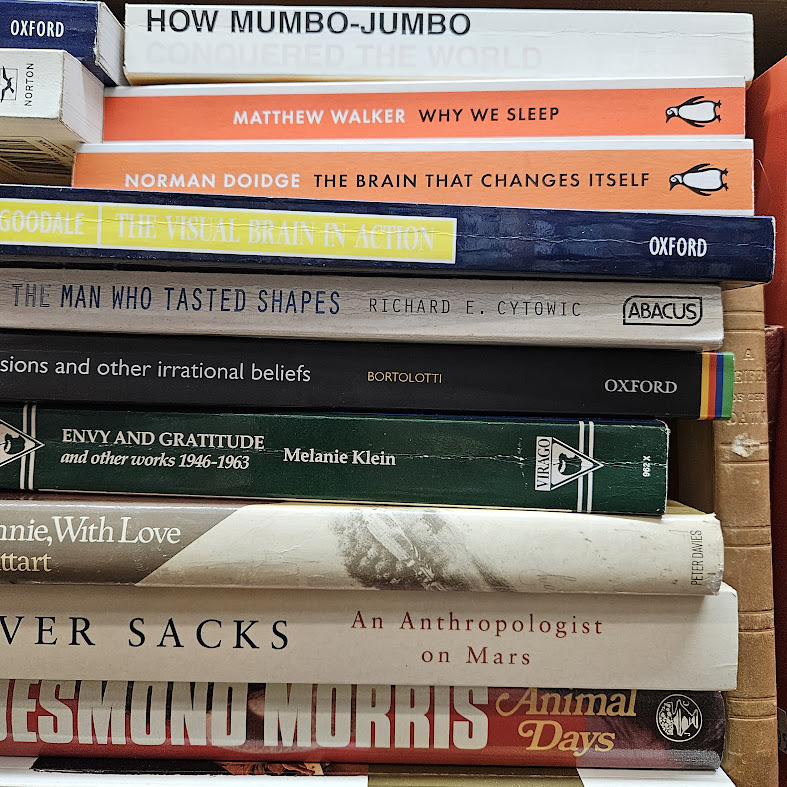 OXFORD
HOW MUMBO-JUMBO
CONQUERED THE WORLD
NORTON
MATTHEW WALKER WHY WE SLEEP
NORMAN DOIDGE THE BRAIN THAT CHANGES ITSELF
GOODALE THE VISUAL BRAIN IN ACTION OXFORD
THE MAN WHO TASTED SHAPES RICHARD E. CYTOWIC ABACUS
sions and other irrational beliefs BORTOLOTTI OXFORD
ENVY AND GRATITUDE
and other works 1946-1963 Melanie Klein VIRAGO 962 X
nnie, With Love
ttart PETER DAVIES
VER SACKS An Anthropologist
on Mars
DESMOND MORRIS Animal
Days